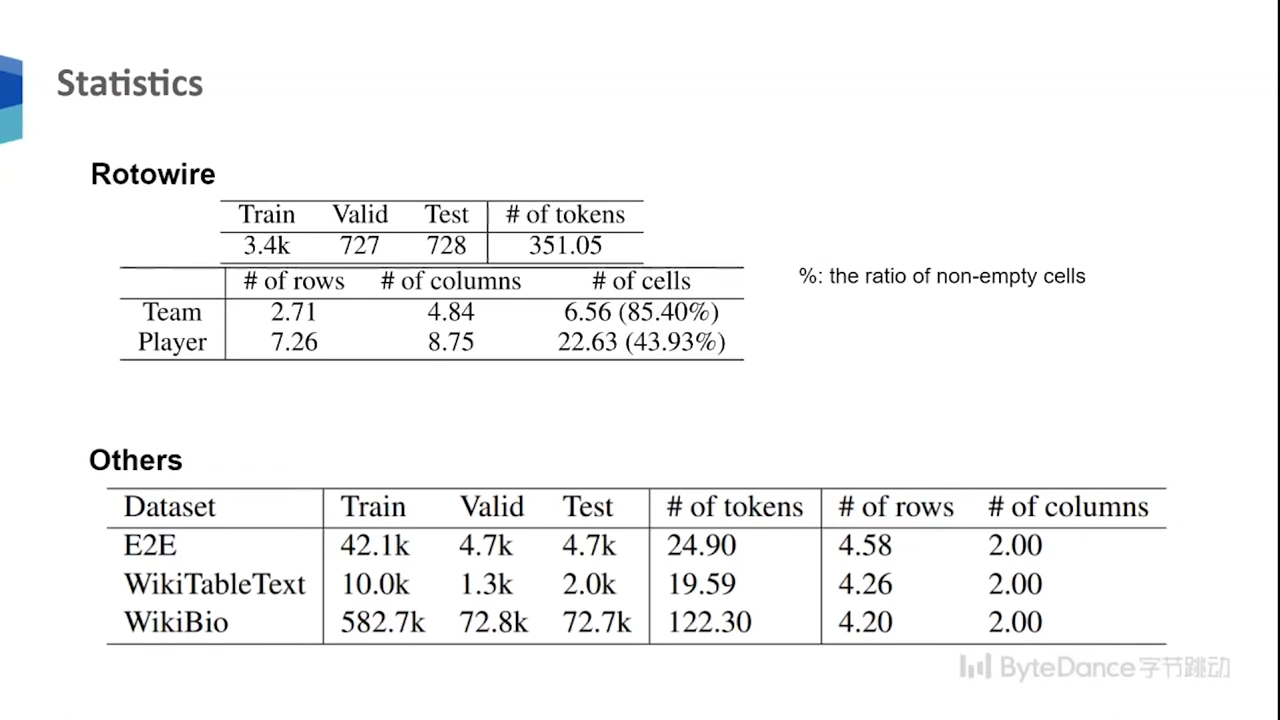 Statistics
Rotowire
Train Valid Test # of tokens
3.4k 727 728 351.05
# of rows # of columns # of cells
%: the ratio of non-empty cells
Team 2.71 4.84 6.56 (85.40%)
Player 7.26 8.75 22.63 (43.93%)
Others
Dataset Train Valid Test # of tokens # of rows # of columns
E2E 42.1k 4.7k 4.7k 24.90 4.58 2.00
WikiTableText 10.0k 1.3k 2.0k 19.59 4.26 2.00
WikiBio 582.7k 72.8k 72.7k 122.30 4.20 2.00
ByteDance字节跳动